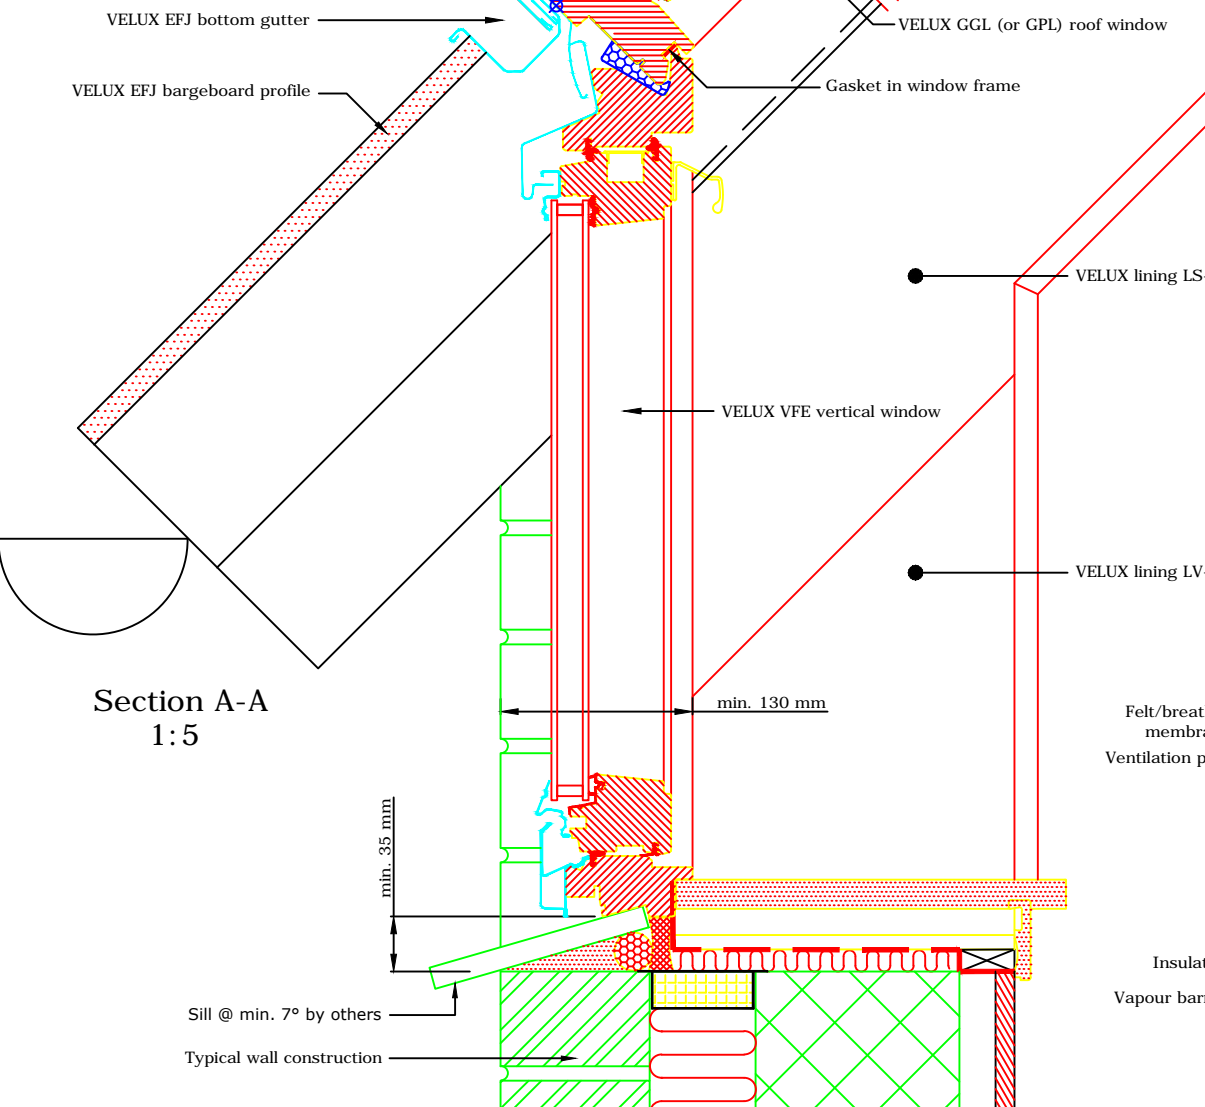 VELUX EFJ bottom gutter
VELUX GGL (or GPL) roof window
VELUX EFJ bargeboard profile
Gasket in window frame
VELUX lining LS-
VELUX VFE vertical window
VELUX lining LV-
Section A-A
1:5
min. 130 mm
Felt/breat
membra
Ventilation p
min. 35 mm
Insulat
Vapour barr
Sill @ min. 7° by others
Typical wall construction